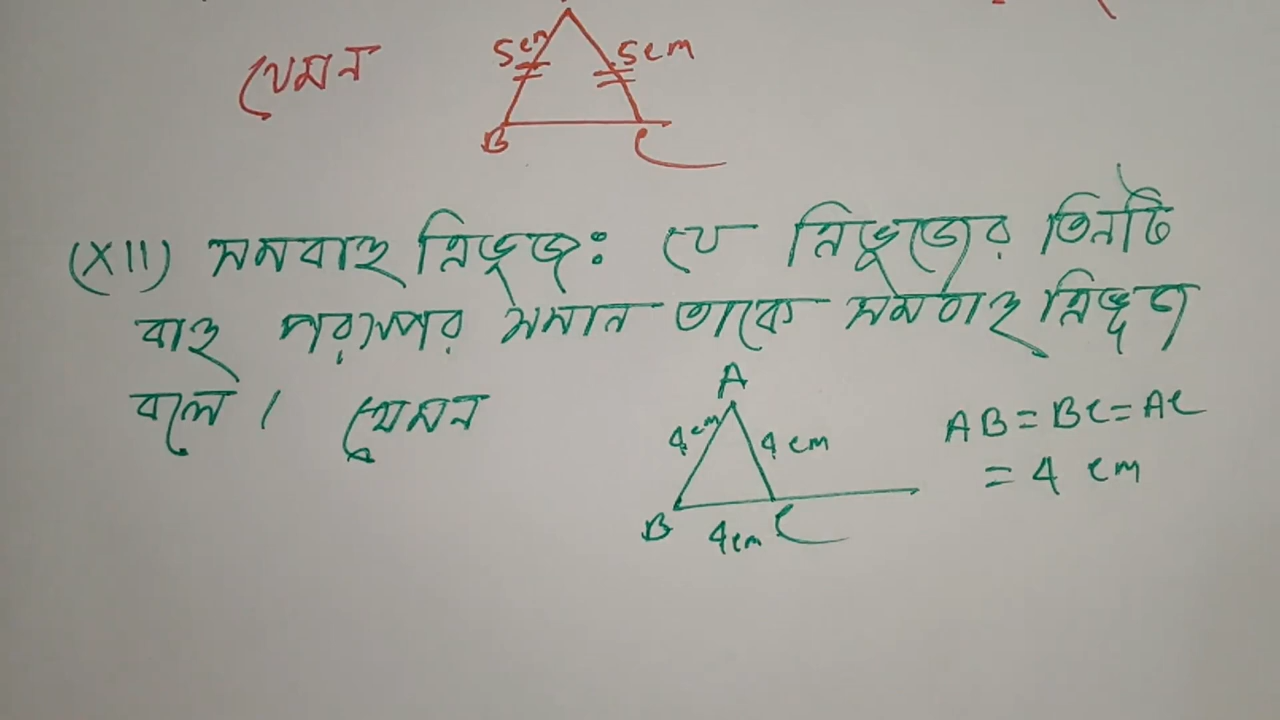 যেমন
5cm 5cm
B C
(XII) সমবাহু ত্রিভুজ: যে ত্রিভুজের তিনটি
বাহু পরস্পর সমান তাকে সমবাহু ত্রিভুজ
বলে । যেমন
A
4cm 4cm
B 4cm C
AB = BC = AC
= 4 cm